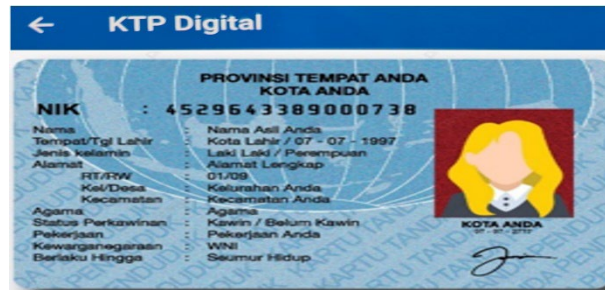 ← KTP Digital
PROVINSI TEMPAT ANDA
KOTA ANDA
NIK : 4529643389000738
Nama : Nama Asli Anda
Tempat/Tgl Lahir : Kota Lahir / 07 - 07 - 1997
Jenis kelamin : Laki Laki / Perempuan
Alamat : Alamat Lengkap
RT/RW : 01/09
Kel/Desa : Kelurahan Anda
Kecamatan : Kecamatan Anda
Agama : Agama
Status Perkawinan : Kawin / Belum Kawin
Pekerjaan : Pekerjaan Anda
Kewarganegaraan : WNI
Berlaku Hingga : Seumur Hidup
KOTA ANDA